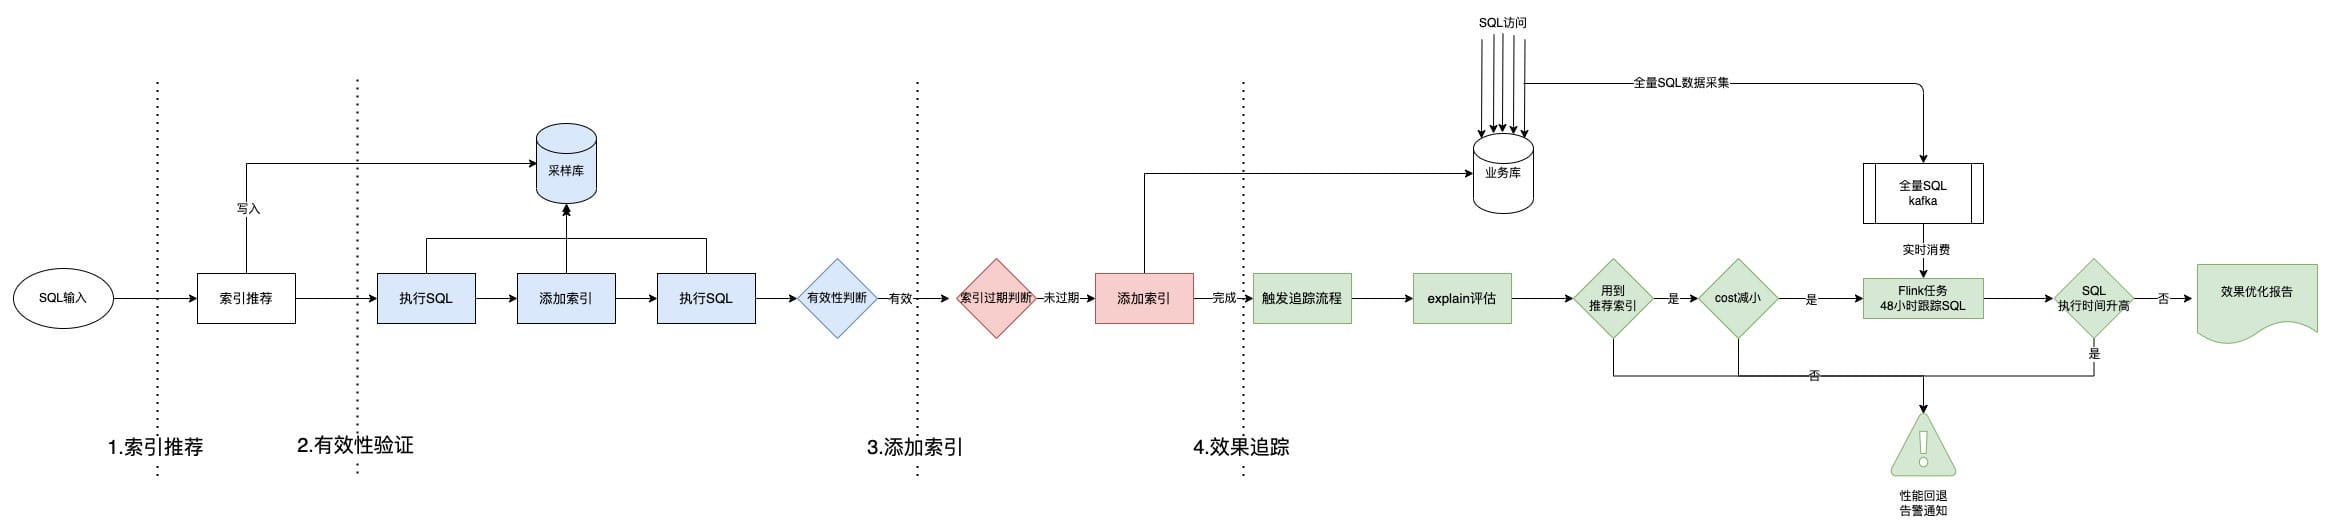 SQL访问
全量SQL数据采集
采样库
业务库
全量SQL
kafka
写入
实时消费
SQL输入
索引推荐
执行SQL
添加索引
执行SQL
有效性判断
有效
索引过期判断
未过期
添加索引
完成
触发追踪流程
explain评估
用到
推荐索引
是
cost减小
是
Flink任务
48小时跟踪SQL
SQL
执行时间升高
否
效果优化报告
是
否
1.索引推荐
2.有效性验证
3.添加索引
4.效果追踪
性能回退
告警通知